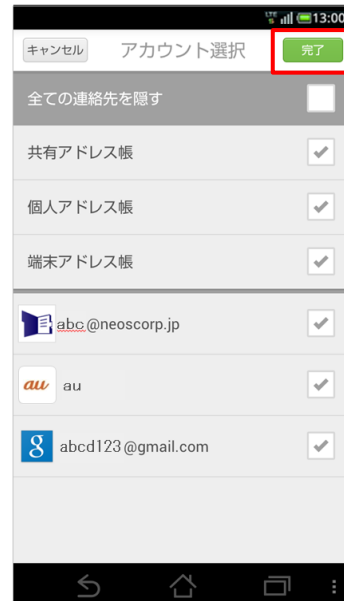 LTE 13:00
キャンセル アカウント選択 完了
全ての連絡先を隠す
共有アドレス帳
個人アドレス帳
端末アドレス帳
abc@neoscorp.jp
au au
g abcd123@gmail.com